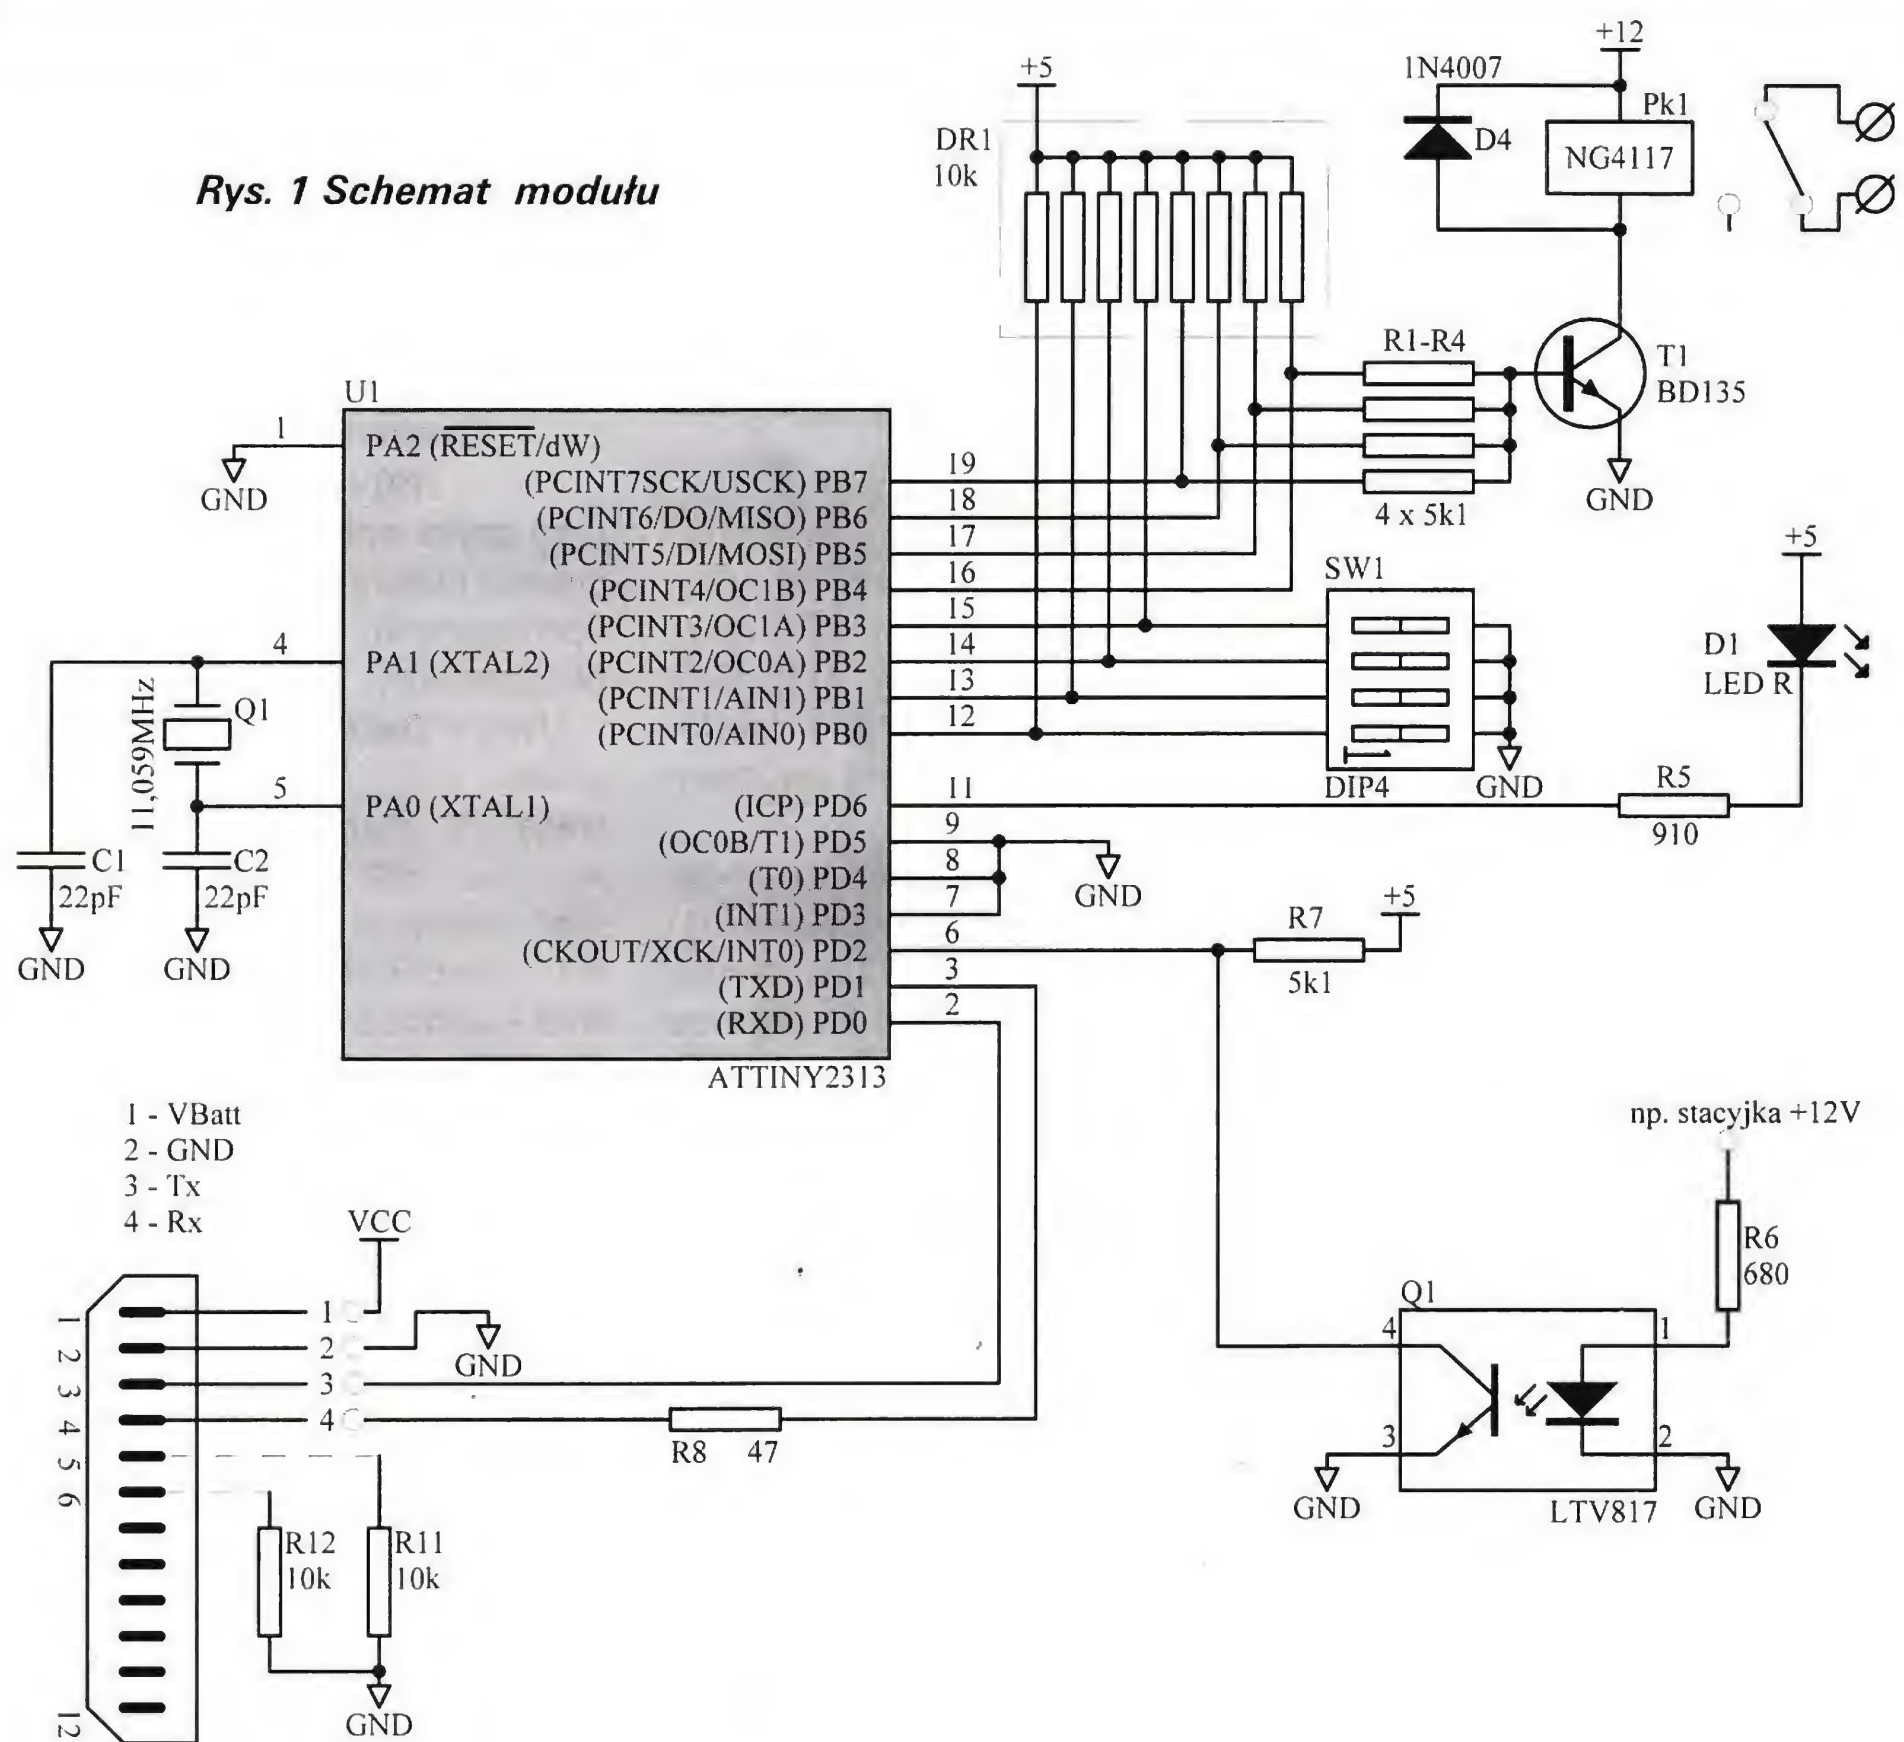 Rys. 1 Schemat modułu
+5
DR1
10k
+12
1N4007
D4
Pk1
NG4117
R1-R4
4 x 5k1
T1
BD135
GND
U1
1
PA2 (RESET/dW)
GND
(PCINT7SCK/USCK) PB7
19
(PCINT6/DO/MISO) PB6
18
(PCINT5/DI/MOSI) PB5
17
(PCINT4/OC1B) PB4
16
(PCINT3/OC1A) PB3
15
4
PA1 (XTAL2)
(PCINT2/OC0A) PB2
14
(PCINT1/AIN1) PB1
13
(PCINT0/AIN0) PB0
12
5
PA0 (XTAL1)
(ICP) PD6
11
(OC0B/T1) PD5
9
(T0) PD4
8
(INT1) PD3
7
(CKOUT/XCK/INT0) PD2
6
(TXD) PD1
3
(RXD) PD0
2
ATTINY2313
11,059MHz
Q1
C1
22pF
GND
C2
22pF
GND
SW1
DIP4
GND
+5
D1
LED R
R5
910
GND
R7
5k1
+5
np. stacyjka +12V
R6
680
Q1
4
3
1
2
GND
LTV817
GND
1 - VBatt
2 - GND
3 - Tx
4 - Rx
VCC
1
2
3
4
5
6
12
1
2
3
4
GND
R8
47
R12
10k
R11
10k
GND